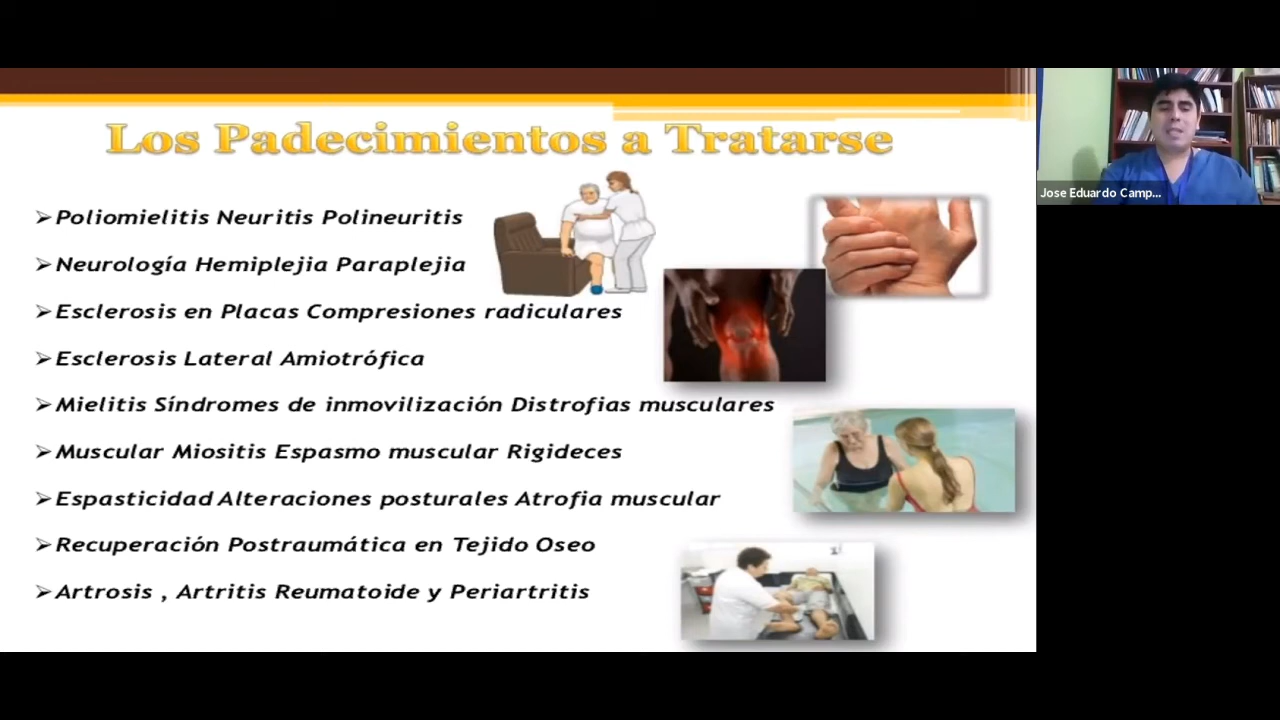 Los Padecimientos a Tratarse
Poliomielitis Neuritis Polineuritis
Neurología Hemiplejia Paraplejia
Esclerosis en Placas Compresiones radiculares
Esclerosis Lateral Amiotrófica
Mielitis Síndromes de inmovilización Distrofias musculares
Muscular Miositis Espasmo muscular Rigideces
Espasticidad Alteraciones posturales Atrofia muscular
Recuperación Postraumática en Tejido Oseo
Artrosis , Artritis Reumatoide y Periartritis
Jose Eduardo Camp...